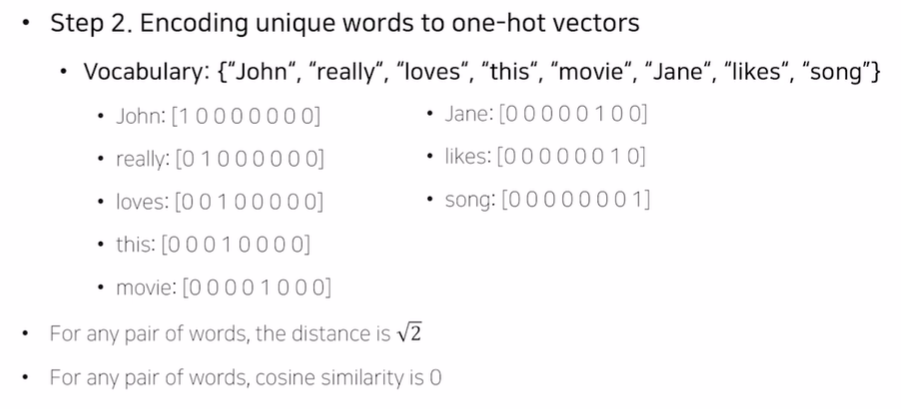 • Step 2. Encoding unique words to one-hot vectors
• Vocabulary: {“John“, “really“, “loves“, “this“, “movie“, “Jane“, “likes“, “song“}
• John: [1 0 0 0 0 0 0 0]
• really: [0 1 0 0 0 0 0 0]
• loves: [0 0 1 0 0 0 0 0]
• this: [0 0 0 1 0 0 0 0]
• movie: [0 0 0 0 1 0 0 0]
• Jane: [0 0 0 0 0 1 0 0]
• likes: [0 0 0 0 0 0 1 0]
• song: [0 0 0 0 0 0 0 1]
• For any pair of words, the distance is √2
• For any pair of words, cosine similarity is 0